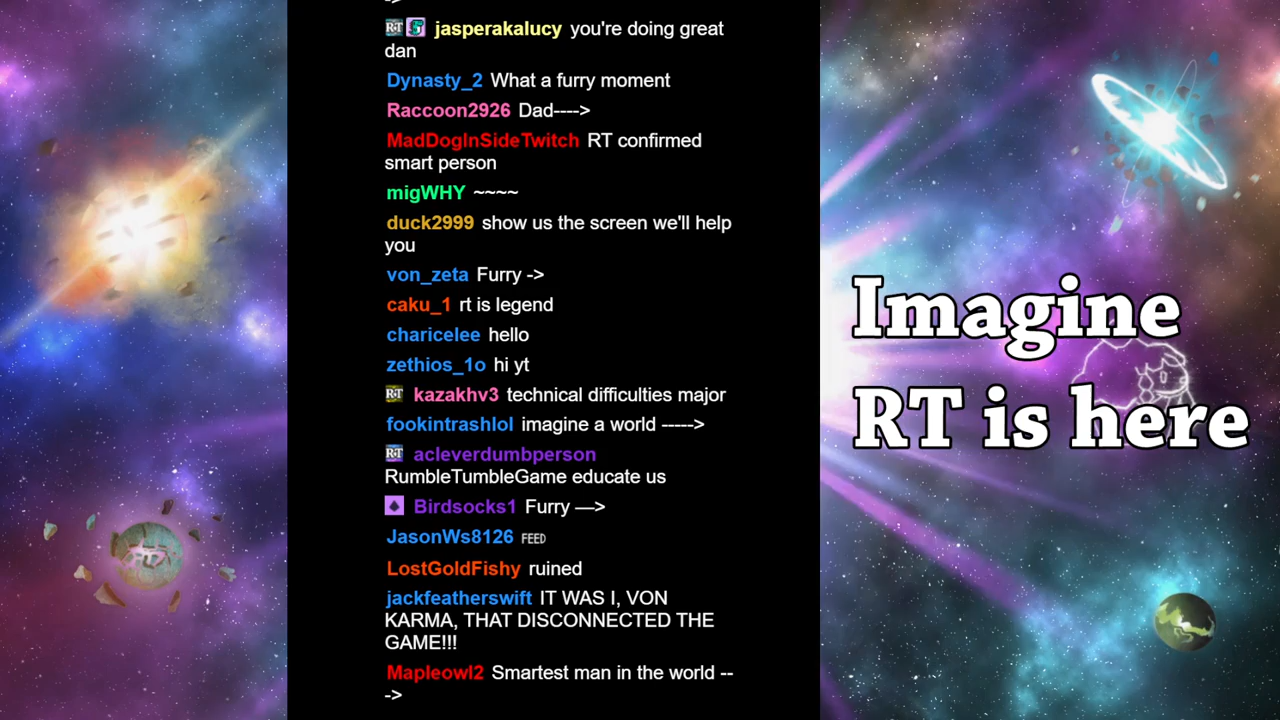 ->
jasperakalucy you're doing great
dan
Dynasty_2 What a furry moment
Raccoon2926 Dad---->
MadDogInSideTwitch RT confirmed
smart person
migWHY ~~~~
duck2999 show us the screen we'll help
you
von_zeta Furry ->
caku_1 rt is legend
charicelee hello
zethios_1o hi yt
RT kazakhv3 technical difficulties major
fookintrashlol imagine a world ----->
RT acleverdumbperson
RumbleTumbleGame educate us
Birdsocks1 Furry —>
JasonWs8126 FEED
LostGoldFishy ruined
jackfeatherswift IT WAS I, VON
KARMA, THAT DISCONNECTED THE
GAME!!!
Mapleowl2 Smartest man in the world --
->
Imagine
RT is here